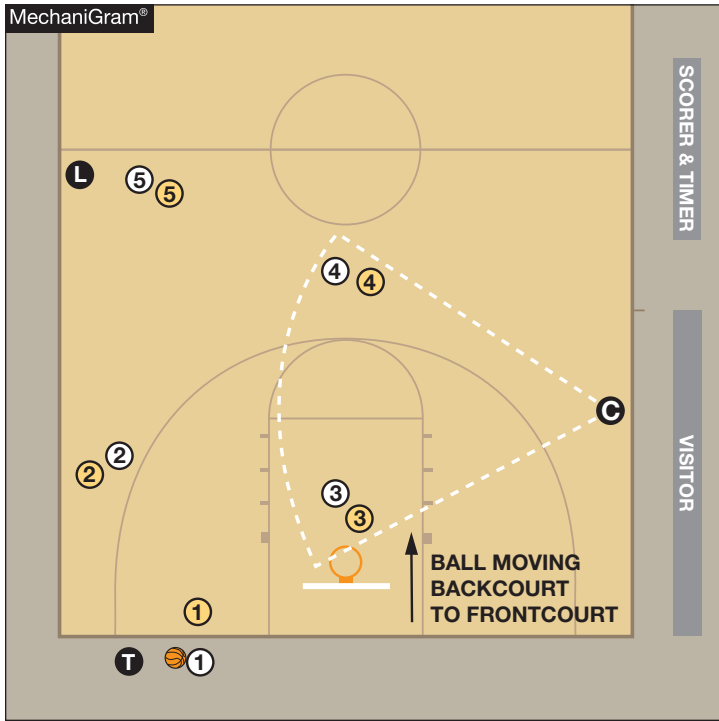 MechaniGram®
SCORER & TIMER
L
5
5
4
4
C
2
2
VISITOR
3
3
BALL MOVING
BACKCOURT
TO FRONTCOURT
1
T
1